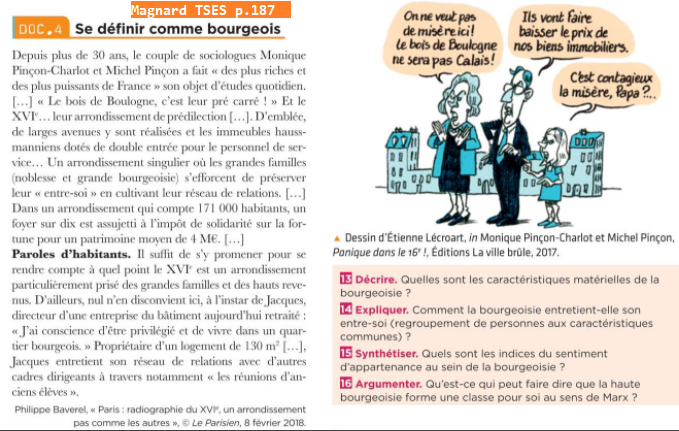 Magnard TSES p.187
DOC.4 Se définir comme bourgeois
Depuis plus de 30 ans, le couple de sociologues Monique
Pinçon-Charlot et Michel Pinçon a fait « des plus riches et
des plus puissants de France » son objet d'études quotidien.
[…] « Le bois de Boulogne, c'est leur pré carré ! » Et le
XVIᵉ… leur arrondissement de prédilection […]. D'emblée,
de larges avenues y sont réalisées et les immeubles hauss-
manniens dotés de double entrée pour le personnel de ser-
vice… Un arrondissement singulier où les grandes familles
(noblesse et grande bourgeoisie) s'efforcent de préserver
leur « entre-soi » en cultivant leur réseau de relations. […]
Dans un arrondissement qui compte 171 000 habitants, un
foyer sur dix est assujetti à l'impôt de solidarité sur la for-
tune pour un patrimoine moyen de 4 M€. […]
Paroles d'habitants. Il suffit de s'y promener pour se
rendre compte à quel point le XVIᵉ est un arrondissement
particulièrement prisé des grandes familles et des hauts reve-
nus. D'ailleurs, nul n'en disconvient ici, à l'instar de Jacques,
directeur d'une entreprise du bâtiment aujourd'hui retraité :
« J'ai conscience d'être privilégié et de vivre dans un quar-
tier bourgeois. » Propriétaire d'un logement de 130 m² […],
Jacques entretient son réseau de relations avec d'autres
cadres dirigeants à travers notamment « les réunions d'an-
ciens élèves ».
Philippe Baverel, « Paris : radiographie du XVIᵉ, un arrondissement
pas comme les autres », © Le Parisien, 8 février 2018.
On ne veut pas
de misère ici !
Le bois de Boulogne
ne sera pas Calais !
Ils vont faire
baisser le prix de
nos biens immobiliers.
C'est contagieux
la misère, Papa ?...
▲ Dessin d'Étienne Lécroart, in Monique Pinçon-Charlot et Michel Pinçon,
Panique dans le 16ᵉ !, Éditions La ville brûle, 2017.
13 Décrire. Quelles sont les caractéristiques matérielles de la
bourgeoisie ?
14 Expliquer. Comment la bourgeoisie entretient-elle son
entre-soi (regroupement de personnes aux caractéristiques
communes) ?
15 Synthétiser. Quels sont les indices du sentiment
d'appartenance au sein de la bourgeoisie ?
16 Argumenter. Qu'est-ce qui peut faire dire que la haute
bourgeoisie forme une classe pour soi au sens de Marx ?